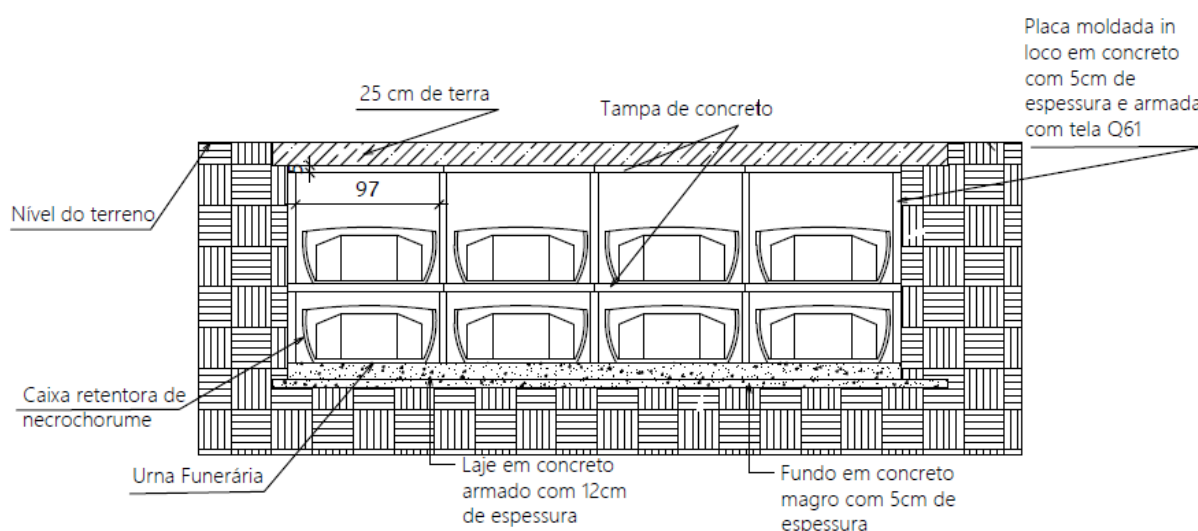 Placa moldada in
loco em concreto
com 5cm de
espessura e armada
com tela Q61
25 cm de terra
Tampa de concreto
97
Nível do terreno
Caixa retentora de
necrochorume
Urna Funerária
Laje em concreto
armado com 12cm
de espessura
Fundo em concreto
magro com 5cm de
espessura